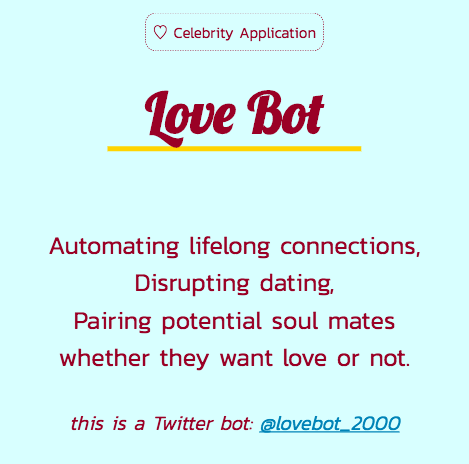 ♡ Celebrity Application
Love Bot
Automating lifelong connections,
Disrupting dating,
Pairing potential soul mates
whether they want love or not.
this is a Twitter bot: @lovebot_2000